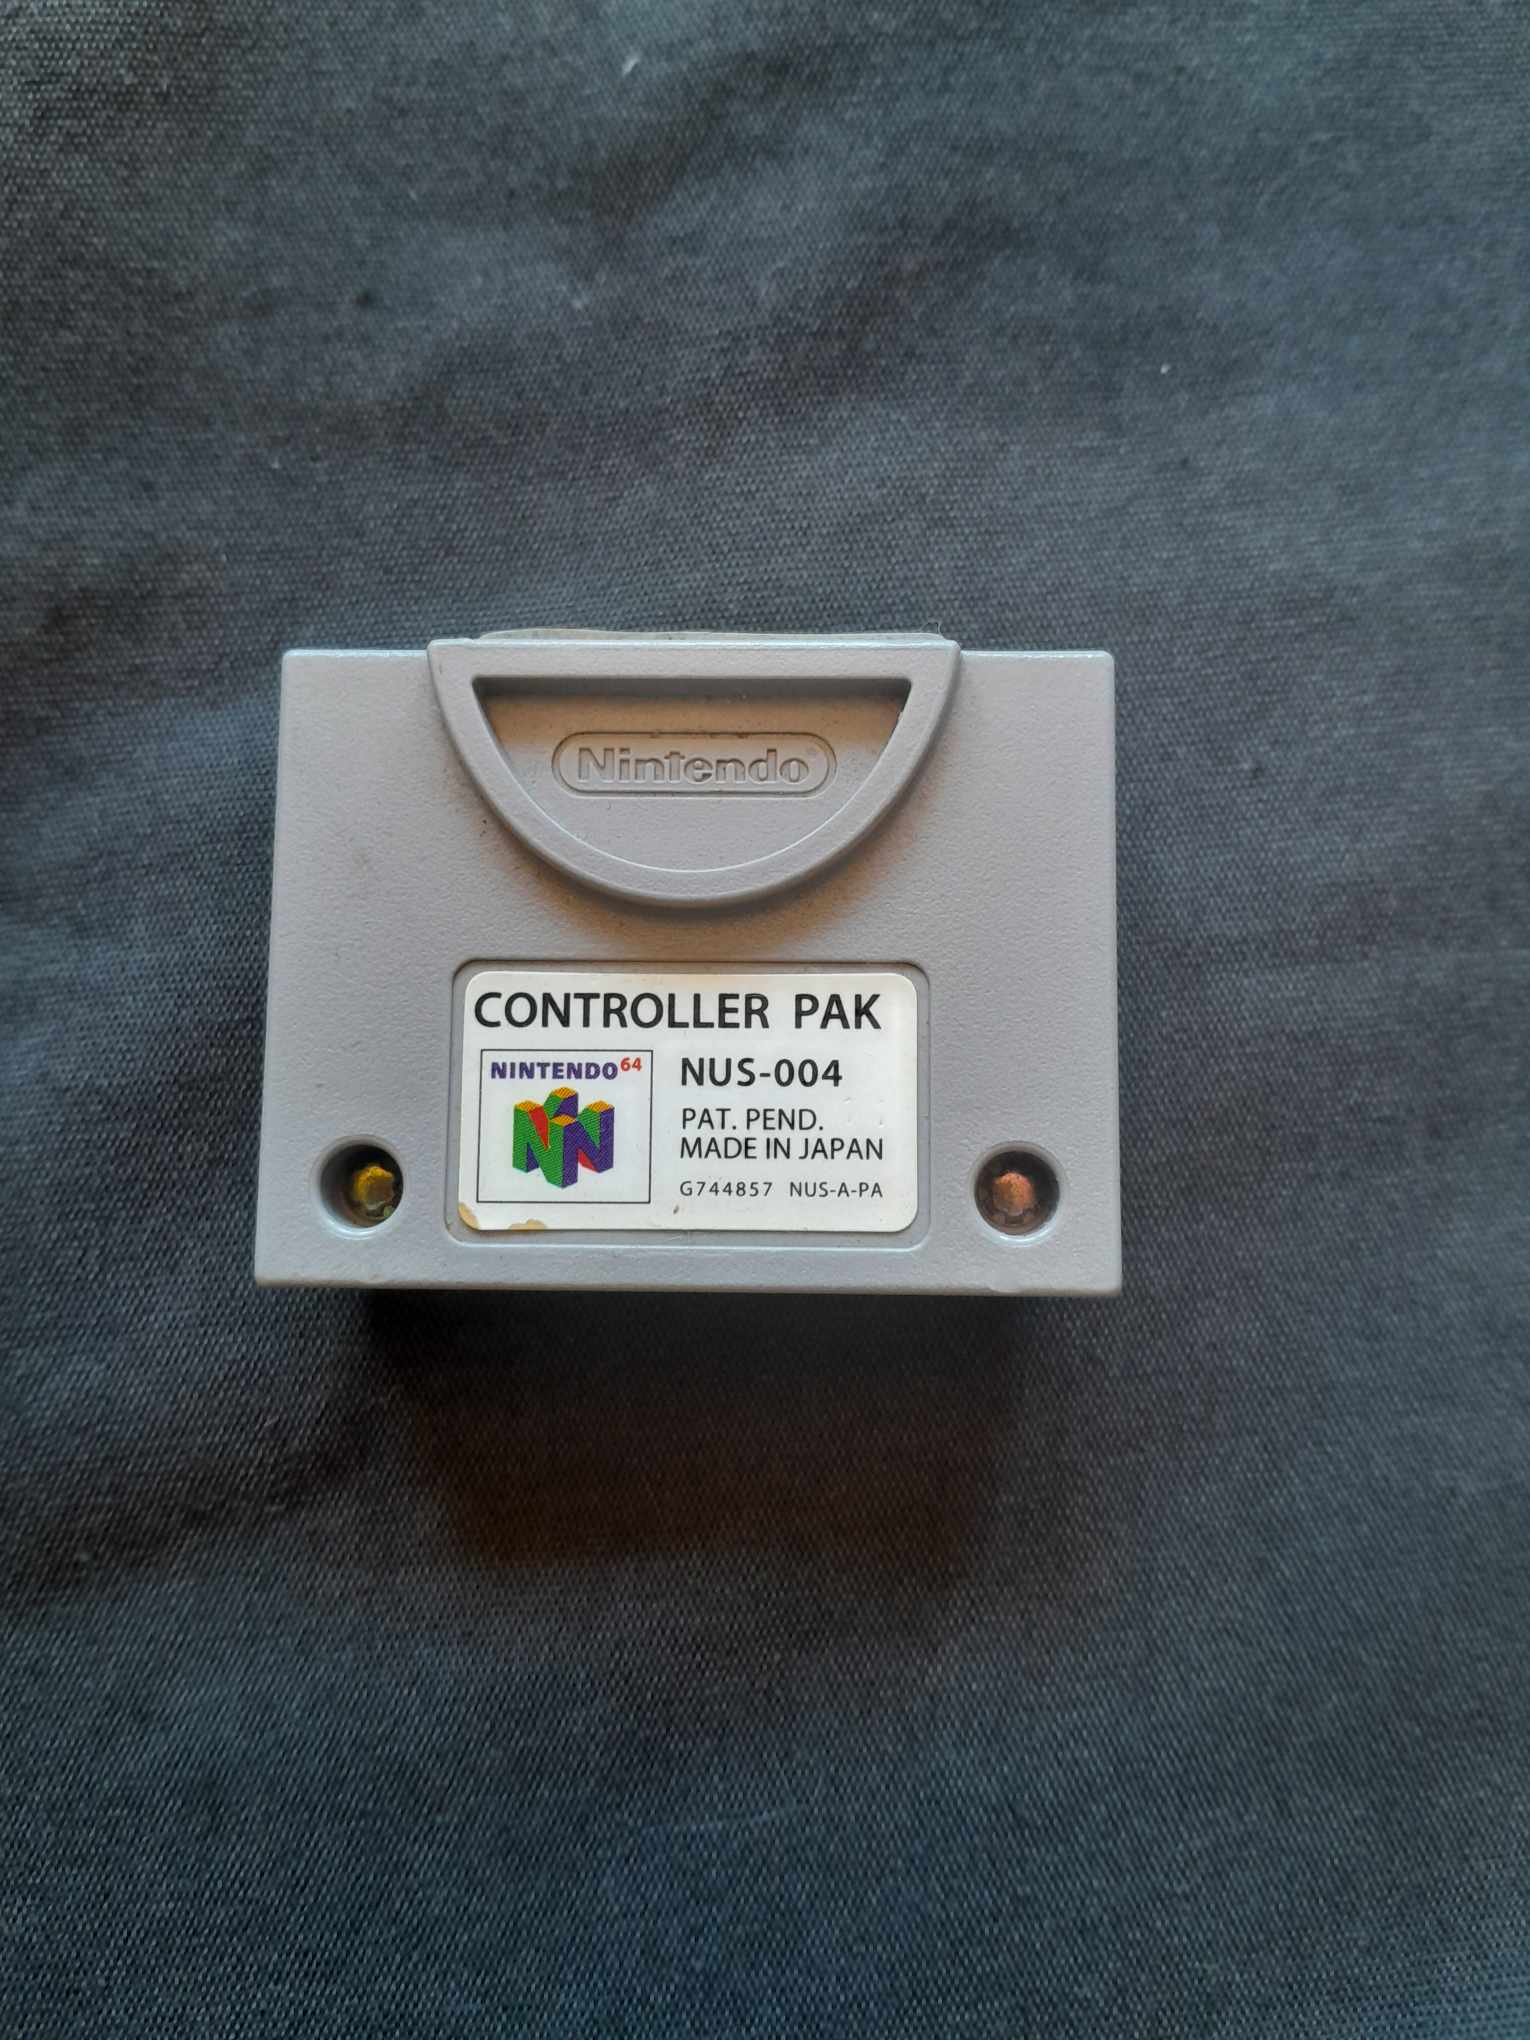 Nintendo®
CONTROLLER PAK
NINTENDO64
NUS-004
PAT. PEND.
MADE IN JAPAN
G744857 NUS-A-PA